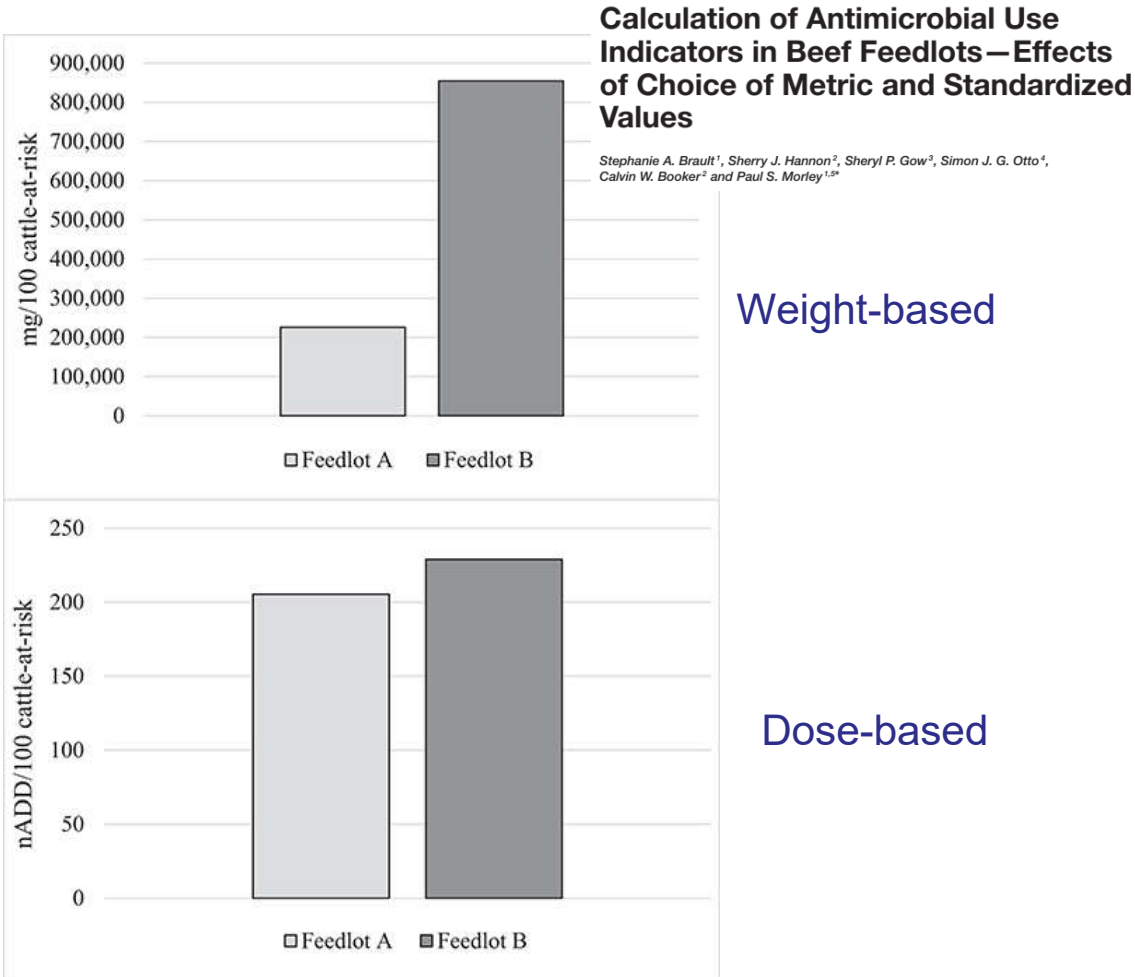 Calculation of Antimicrobial Use
Indicators in Beef Feedlots—Effects
of Choice of Metric and Standardized
Values
Stephanie A. Brault¹, Sherry J. Hannon², Sheryl P. Gow³, Simon J. G. Otto⁴,
Calvin W. Booker² and Paul S. Morley¹,⁵*
mg/100 cattle-at-risk
900,000
800,000
700,000
600,000
500,000
400,000
300,000
200,000
100,000
0
Feedlot A Feedlot B
Weight-based
nADD/100 cattle-at-risk
250
200
150
100
50
0
Feedlot A Feedlot B
Dose-based